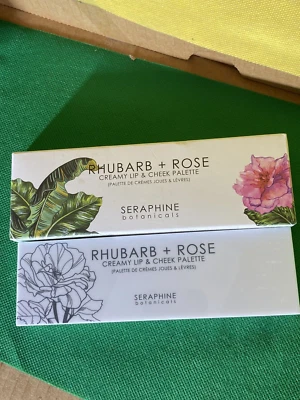 RHUBARB + ROSE
CREAMY LIP & CHEEK PALETTE
(PALETTE DE CRÈMES JOUES & LÈVRES)
SERAPHINE
botanicals
RHUBARB + ROSE
CREAMY LIP & CHEEK PALETTE
(PALETTE DE CRÈMES JOUES & LÈVRES)
SERAPHINE
botanicals